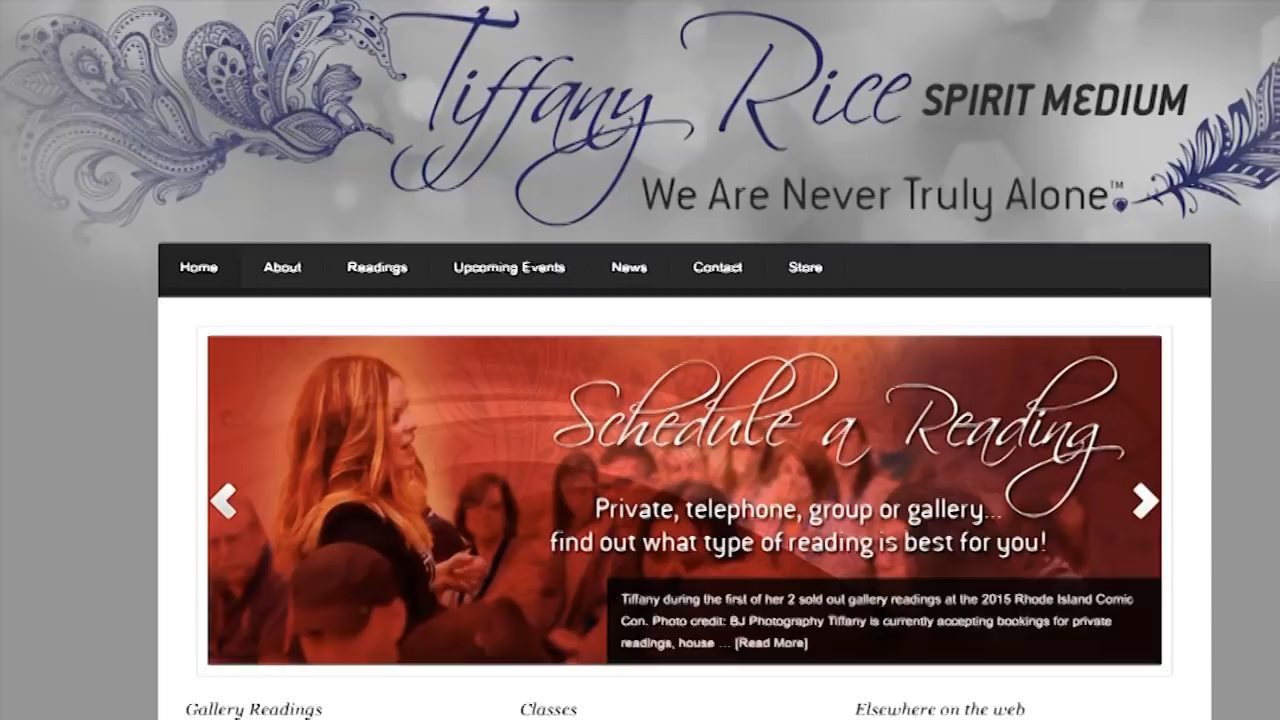 Tiffany Rice SPIRIT MEDIUM
We Are Never Truly Alone™
Home About Readings Upcoming Events News Contact Store
Schedule a Reading
Private, telephone, group or gallery...
find out what type of reading is best for you!
Tiffany during the first of her 2 sold out gallery readings at the 2015 Rhode Island Comic
Con. Photo credit: BJ Photography Tiffany is currently accepting bookings for private
readings, house … [Read More]
Gallery Readings Classes Elsewhere on the web